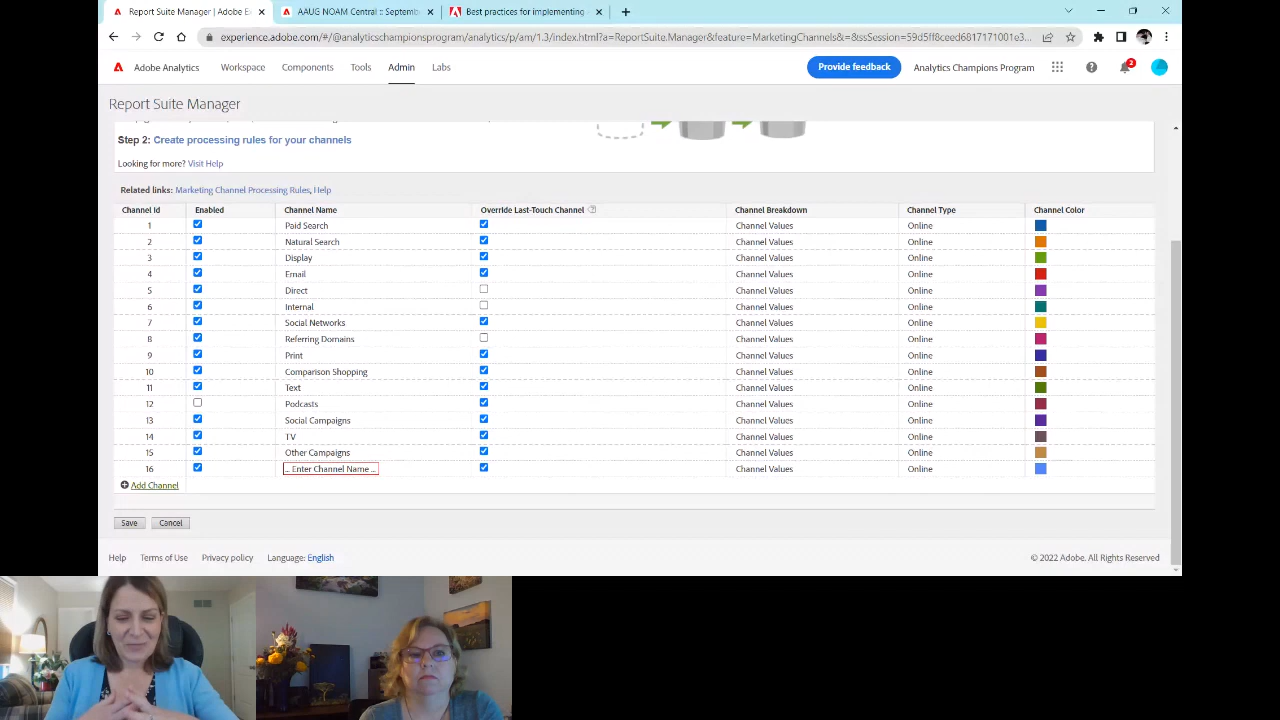 Report Suite Manager | Adobe Ex
AAUG NOAM Central :: Septembe
Best practices for implementing
experience.adobe.com/#/@analyticschampionsprogram/analytics/p/am/1.3/index.html?a=ReportSuite.Manager&feature=MarketingChannels&=&sssSession=59d5ff8ceed6817171001e3...
Adobe Analytics Workspace Components Tools Admin Labs Provide feedback Analytics Champions Program 2
Report Suite Manager
Step 2: Create processing rules for your channels
Looking for more? Visit Help
Related links: Marketing Channel Processing Rules, Help
Channel Id Enabled Channel Name Override Last-Touch Channel Channel Breakdown Channel Type Channel Color
1 Paid Search Channel Values Online
2 Natural Search Channel Values Online
3 Display Channel Values Online
4 Email Channel Values Online
5 Direct Channel Values Online
6 Internal Channel Values Online
7 Social Networks Channel Values Online
8 Referring Domains Channel Values Online
9 Print Channel Values Online
10 Comparison Shopping Channel Values Online
11 Text Channel Values Online
12 Podcasts Channel Values Online
13 Social Campaigns Channel Values Online
14 TV Channel Values Online
15 Other Campaigns Channel Values Online
16 ... Enter Channel Name ... Channel Values Online
Add Channel
Save Cancel
Help Terms of Use Privacy policy Language: English © 2022 Adobe. All Rights Reserved